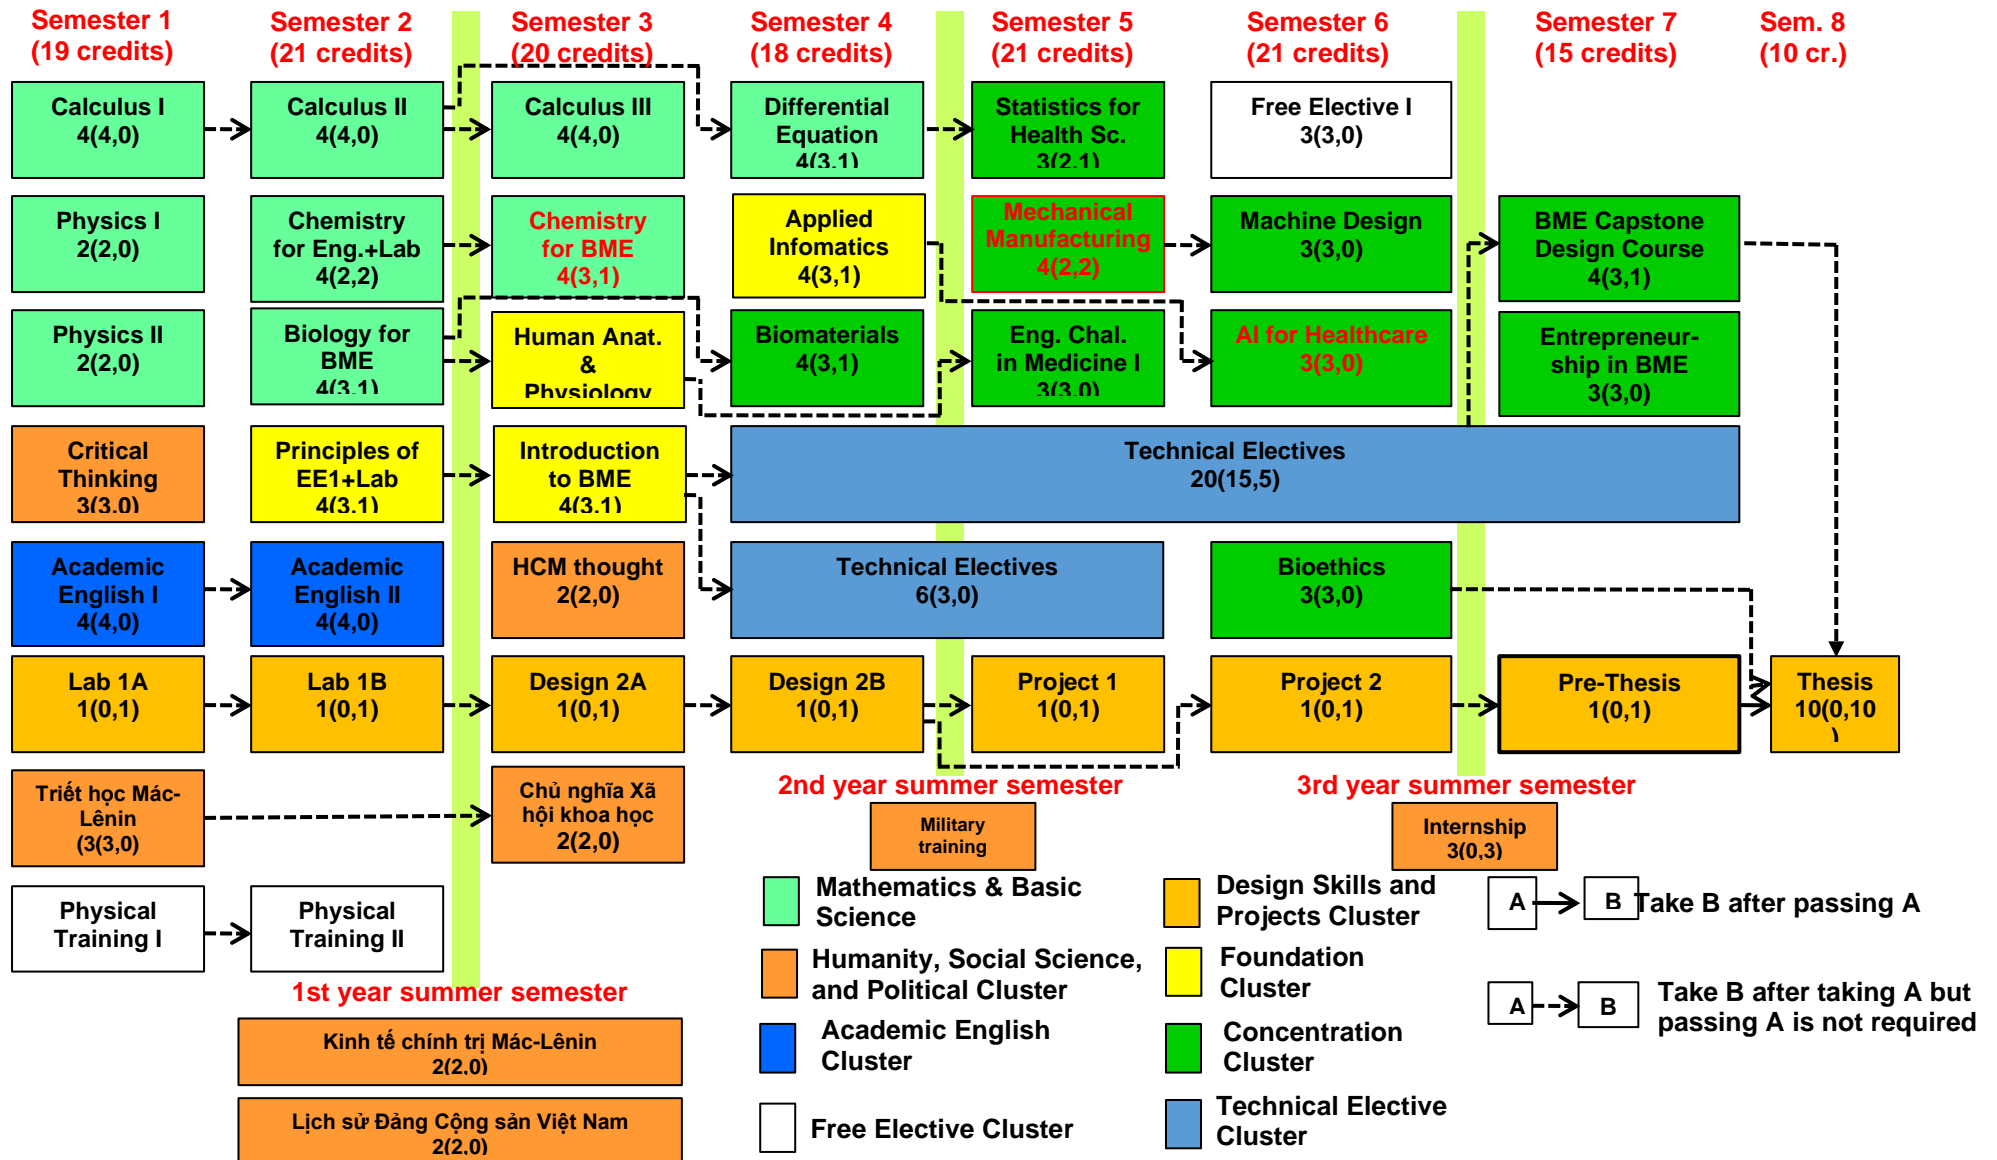 Semester 1
(19 credits)
Semester 2
(21 credits)
Semester 3
(20 credits)
Semester 4
(18 credits)
Semester 5
(21 credits)
Semester 6
(21 credits)
Semester 7
(15 credits)
Sem. 8
(10 cr.)
Calculus I
4(4,0)
Calculus II
4(4,0)
Calculus III
4(4,0)
Differential
Equation
4(3,1)
Statistics for
Health Sc.
3(2,1)
Free Elective I
3(3,0)
Physics I
2(2,0)
Chemistry
for Eng.+Lab
4(2,2)
Chemistry
for BME
4(3,1)
Applied
Infomatics
4(3,1)
Mechanical
Manufacturing
4(2,2)
Machine Design
3(3,0)
BME Capstone
Design Course
4(3,1)
Physics II
2(2,0)
Biology for
BME
4(3,1)
Human Anat.
&
Physiology
Biomaterials
4(3,1)
Eng. Chal.
in Medicine I
3(3,0)
AI for Healthcare
3(3,0)
Entrepreneur-
ship in BME
3(3,0)
Critical
Thinking
3(3,0)
Principles of
EE1+Lab
4(3,1)
Introduction
to BME
4(3,1)
Technical Electives
20(15,5)
Academic
English I
4(4,0)
Academic
English II
4(4,0)
HCM thought
2(2,0)
Technical Electives
6(3,0)
Bioethics
3(3,0)
Lab 1A
1(0,1)
Lab 1B
1(0,1)
Design 2A
1(0,1)
Design 2B
1(0,1)
Project 1
1(0,1)
Project 2
1(0,1)
Pre-Thesis
1(0,1)
Thesis
10(0,10
)
Triết học Mác-
Lênin
(3(3,0)
Chủ nghĩa Xã
hội khoa học
2(2,0)
2nd year summer semester
Military
training
3rd year summer semester
Internship
3(0,3)
Physical
Training I
Physical
Training II
1st year summer semester
Kinh tế chính trị Mác-Lênin
2(2,0)
Lịch sử Đảng Cộng sản Việt Nam
2(2,0)
Mathematics & Basic
Science
Humanity, Social Science,
and Political Cluster
Academic English
Cluster
Free Elective Cluster
Design Skills and
Projects Cluster
Foundation
Cluster
Concentration
Cluster
Technical Elective
Cluster
A
B
Take B after passing A
A
B
Take B after taking A but
passing A is not required